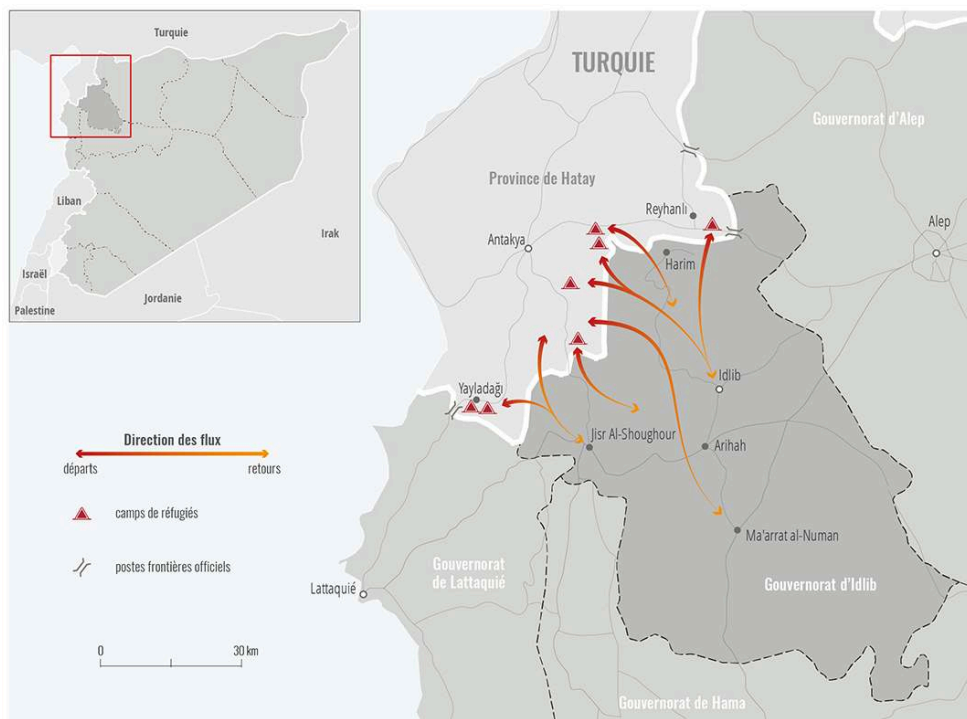 Turquie
Liban
Israël
Palestine
Jordanie
Irak
TURQUIE
Gouvernorat d'Alep
Province de Hatay
Reyhanlı
Antakya
Alep
Harim
Idlib
Yayladağı
Jisr Al-Shoughour
Arihah
Ma'arrat al-Numan
Gouvernorat
de Lattaquié
Gouvernorat d'Idlib
Lattaquié
Gouvernorat de Hama
Direction des flux
départs
retours
camps de réfugiés
postes frontières officiels
0
30 km